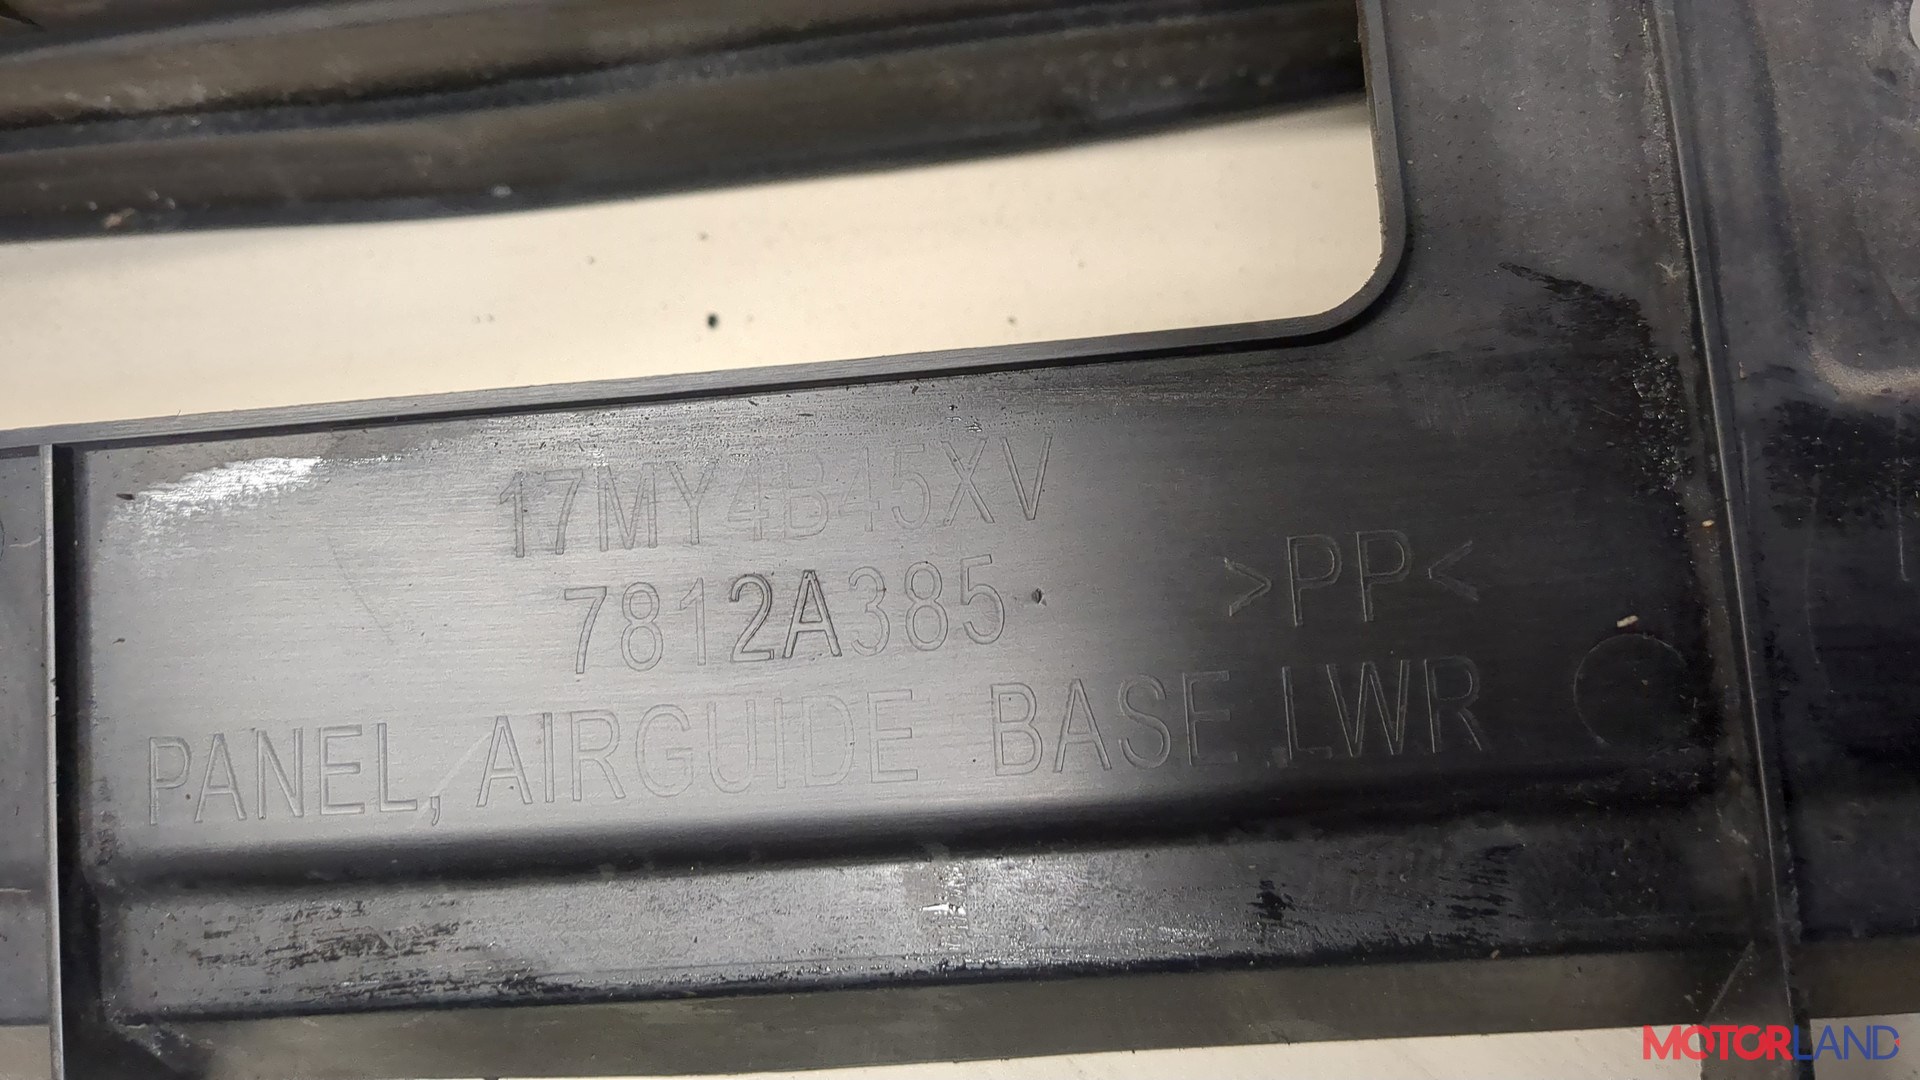 17MY4B45XV
7812A385
>PP<
PANEL, AIRGUIDE BASE LWR
MOTORLAND